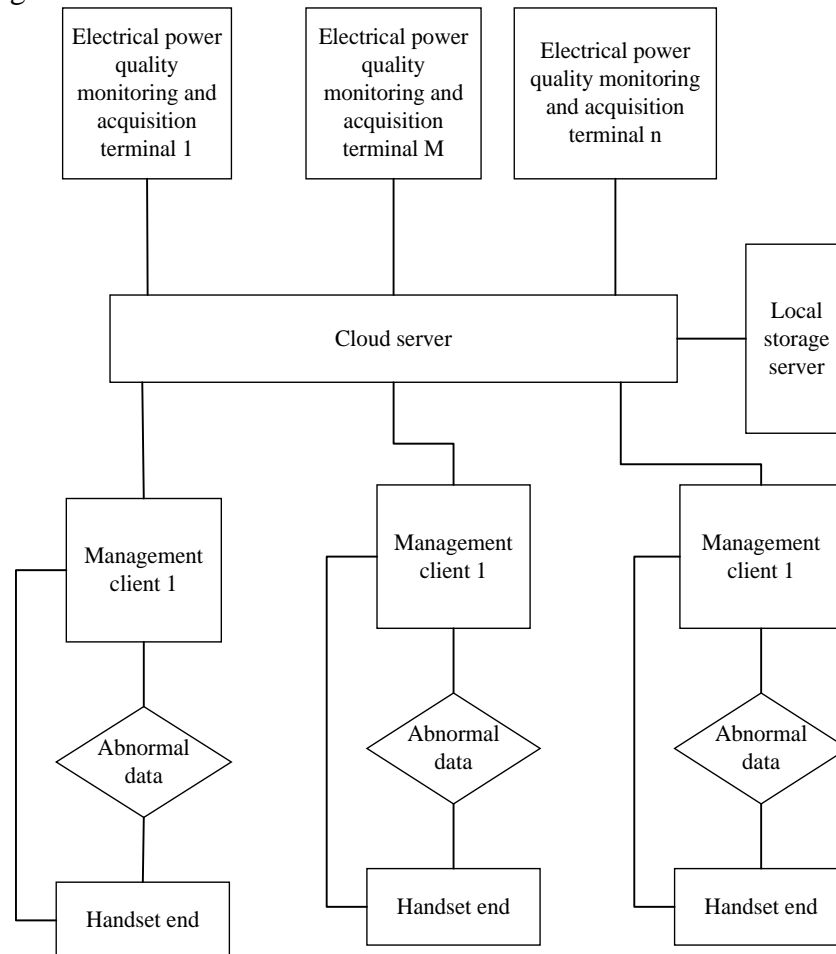 Electrical power
quality
monitoring and
acquisition
terminal 1
Electrical power
quality
monitoring and
acquisition
terminal M
Electrical power
quality monitoring
and acquisition
terminal n
Cloud server
Local
storage
server
Management
client 1
Management
client 1
Management
client 1
Abnormal
data
Abnormal
data
Abnormal
data
Handset end
Handset end
Handset end